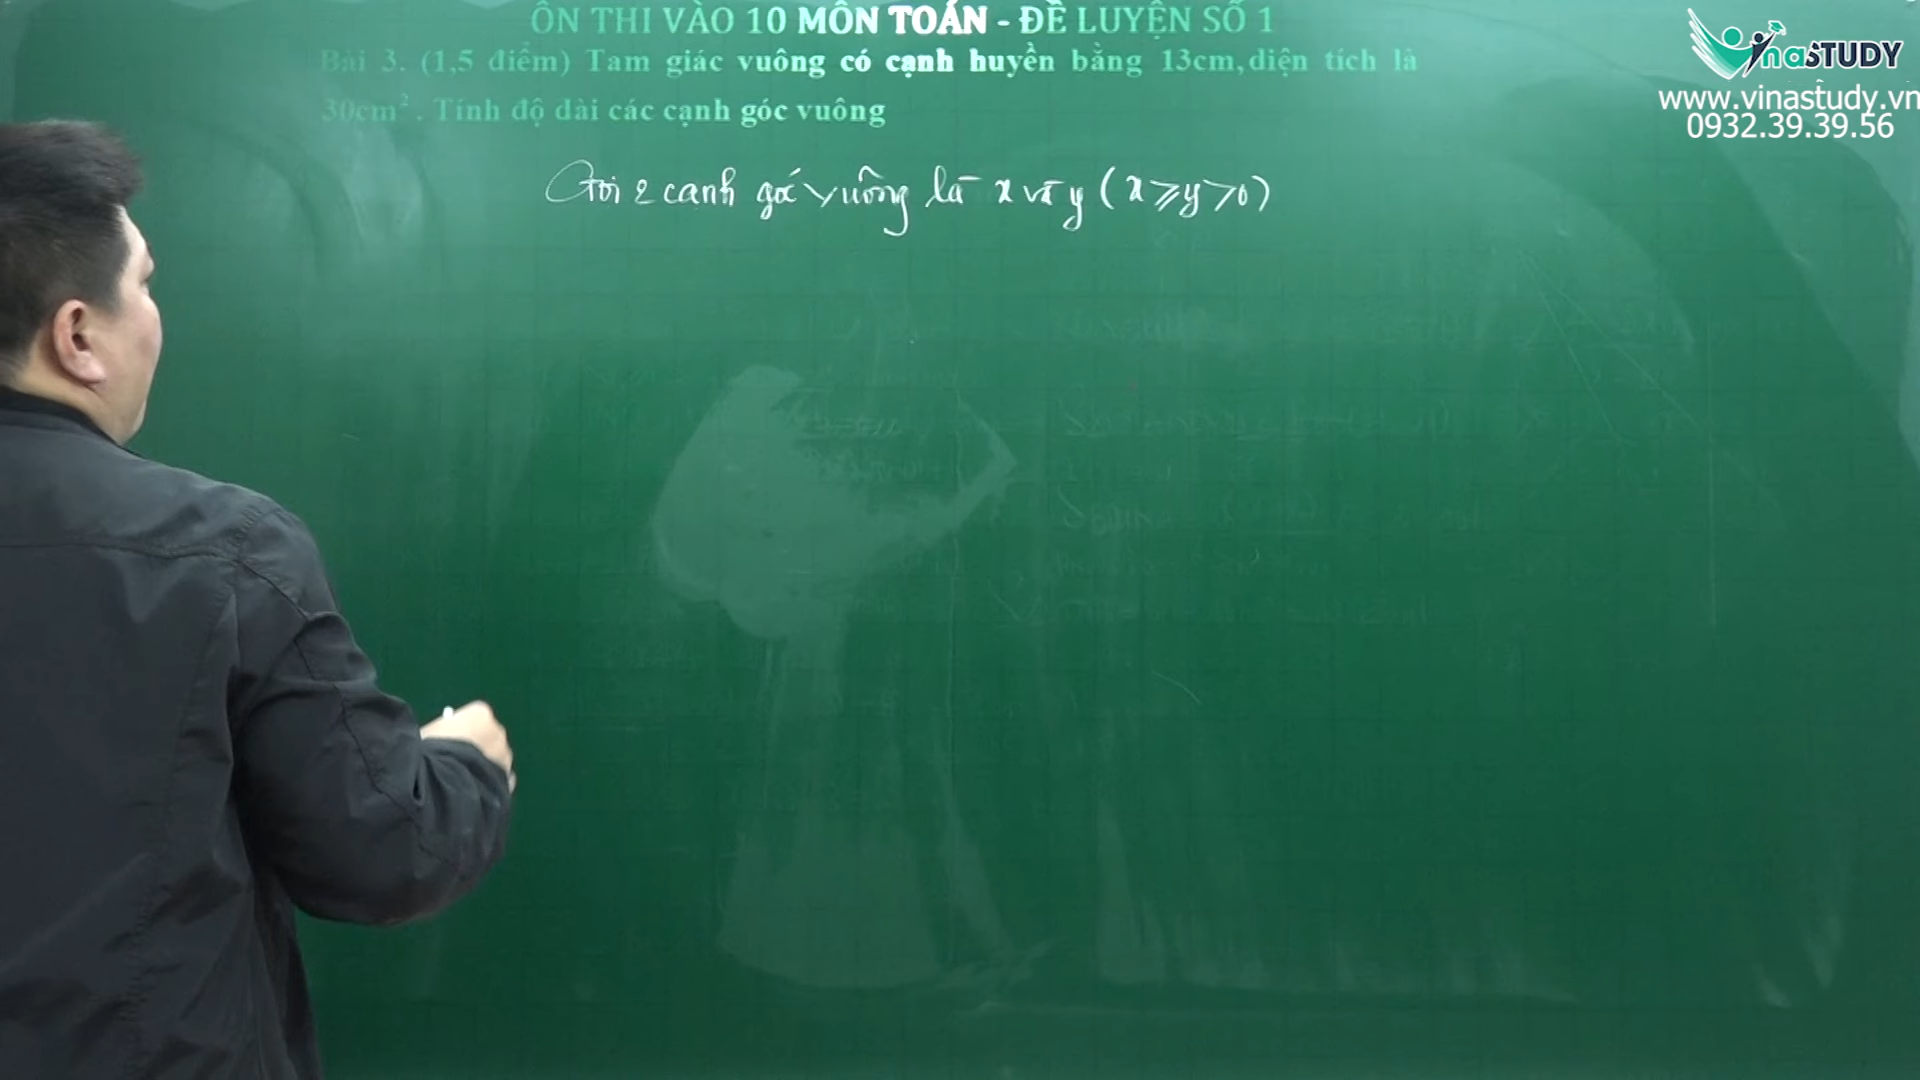 ÔN THI VÀO 10 MÔN TOÁN - ĐỀ LUYỆN SỐ 1
Bài 3. (1,5 điểm) Tam giác vuông có cạnh huyền bằng 13cm, diện tích là
30cm². Tính độ dài các cạnh góc vuông
VinaSTUDY
www.vinastudy.vn
0932.39.39.56
Gọi 2 cạnh góc vuông là x và y (x ≥ y > 0)